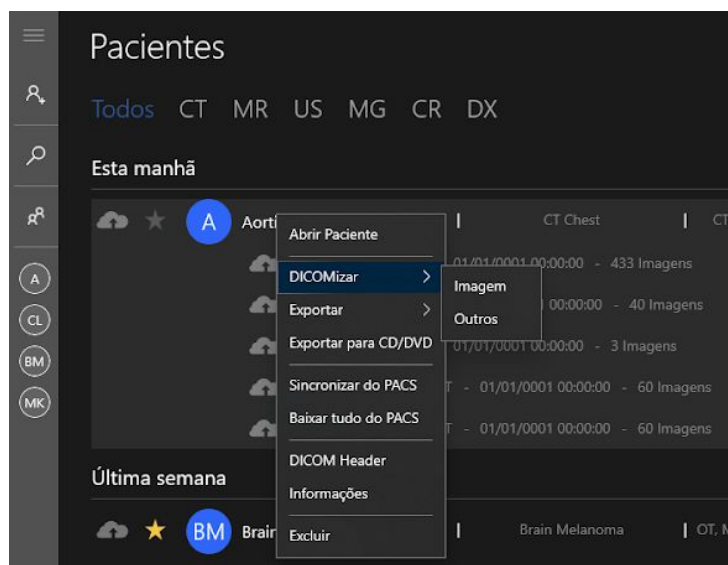 Pacientes
Todos CT MR US MG CR DX
Esta manhã
A Aorti CT Chest CT
Abrir Paciente
01/01/0001 00:00:00 - 433 Imagens
DICOMizar
Imagem
00:00:00 - 40 Imagens
Exportar
Outros
Exportar para CD/DVD
01/01/0001 00:00:00 - 3 Imagens
Sincronizar do PACS
T - 01/01/0001 00:00:00 - 60 Imagens
Baixar tudo do PACS
T - 01/01/0001 00:00:00 - 60 Imagens
DICOM Header
Informações
Excluir
A
CL
BM
MK
Última semana
BM Brain Brain Melanoma OT, M